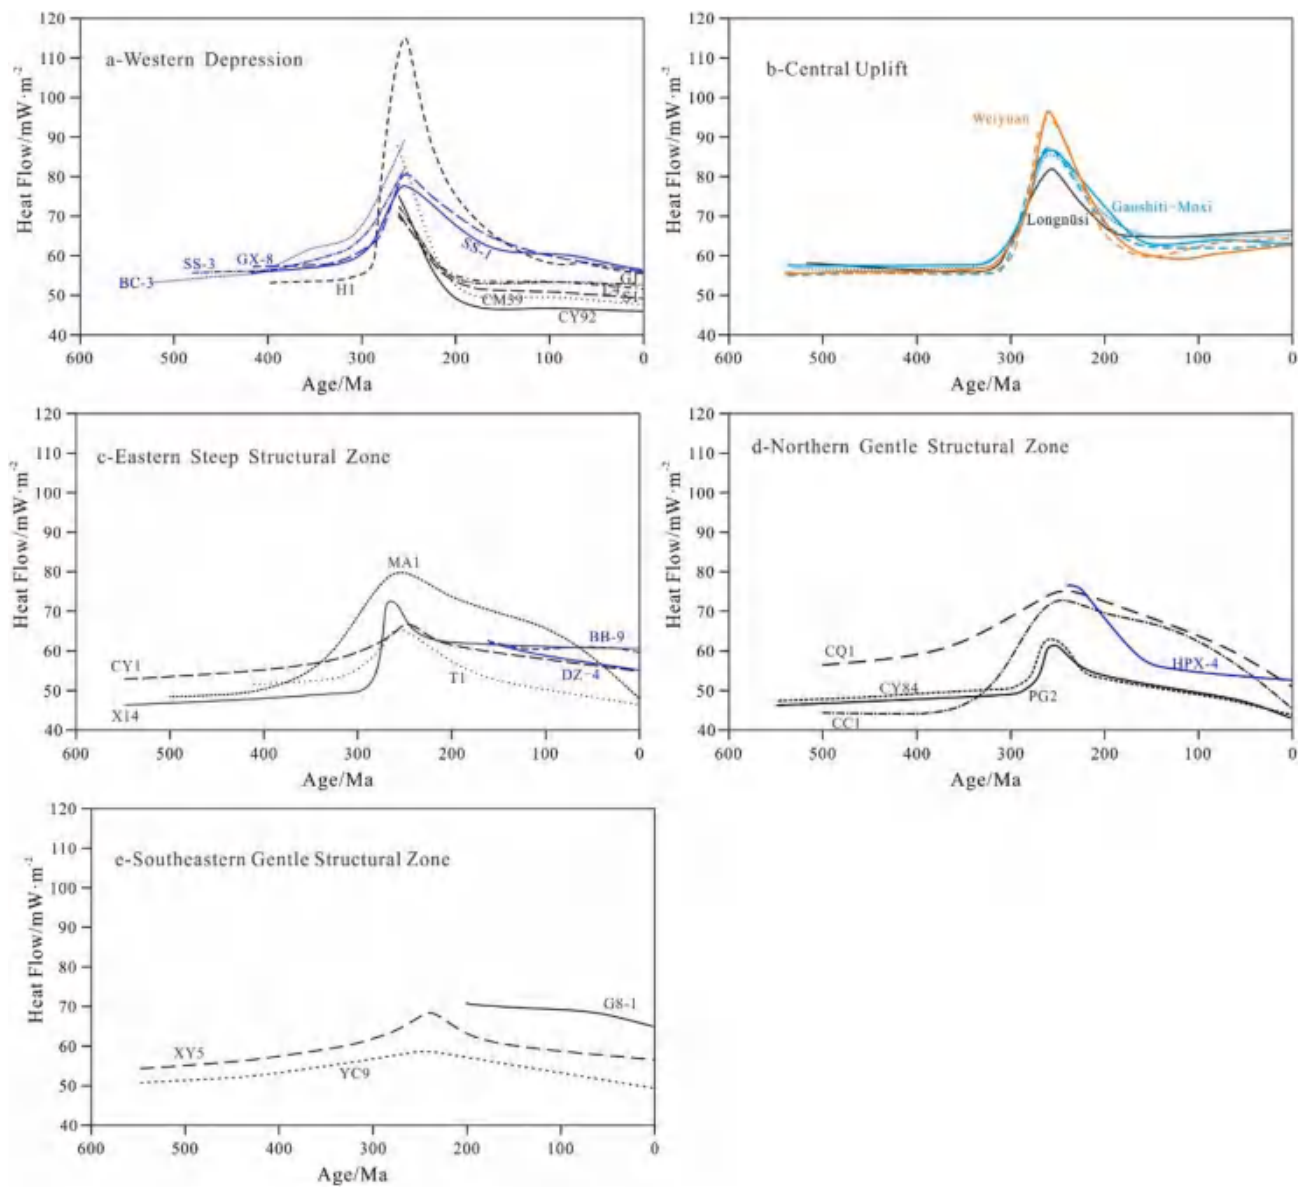 a-Western Depression
Heat Flow/mW·m-2
120
110
100
90
80
70
60
50
40
BC-3
SS-3
GX-8
H1
SS-1
CM39
CY92
600
500
400
300
200
100
0
Age/Ma
b-Central Uplift
Heat Flow/mW·m-2
120
110
100
90
80
70
60
50
40
Weiyuan
Gaoshiti-Moxi
Longnüsi
600
500
400
300
200
100
0
Age/Ma
c-Eastern Steep Structural Zone
Heat Flow/mW·m-2
120
110
100
90
80
70
60
50
40
MA1
CY1
X14
T1
BB-9
DZ-4
600
500
400
300
200
100
0
Age/Ma
d-Northern Gentle Structural Zone
Heat Flow/mW·m-2
120
110
100
90
80
70
60
50
40
CQ1
CY84
CC1
PG2
HPX-4
600
500
400
300
200
100
0
Age/Ma
e-Southeastern Gentle Structural Zone
Heat Flow/mW·m-2
120
110
100
90
80
70
60
50
40
G8-1
XY5
YC9
600
500
400
300
200
100
0
Age/Ma